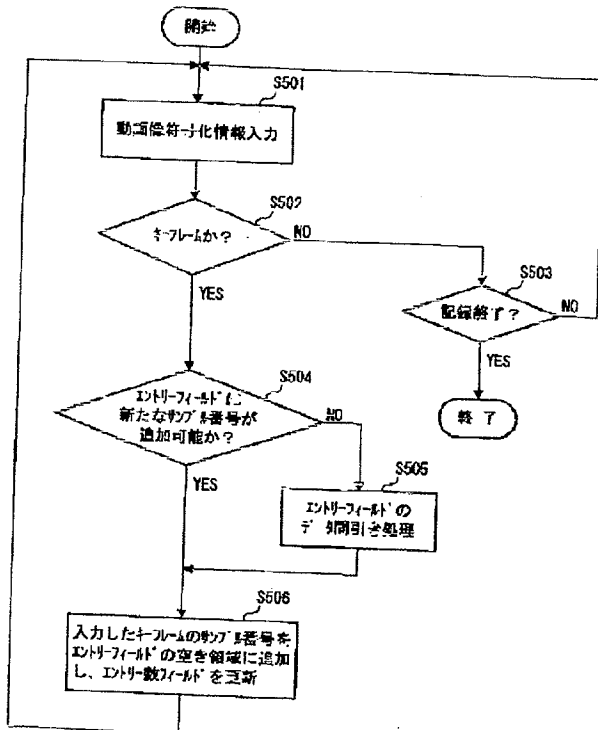 開始
S501
動画像符号化情報入力
S502
キーフレームか?
NO
S503
YES
記録終了?
NO
YES
S504
エントリーフィールドに
新たなサンプル番号が
追加可能か?
NO
終了
S505
YES
エントリーフィールドの
データ間引き処理
S506
入力したキーフレームのサンプル番号を
エントリーフィールドの空き領域に追加
し、エントリー数フィールドを更新